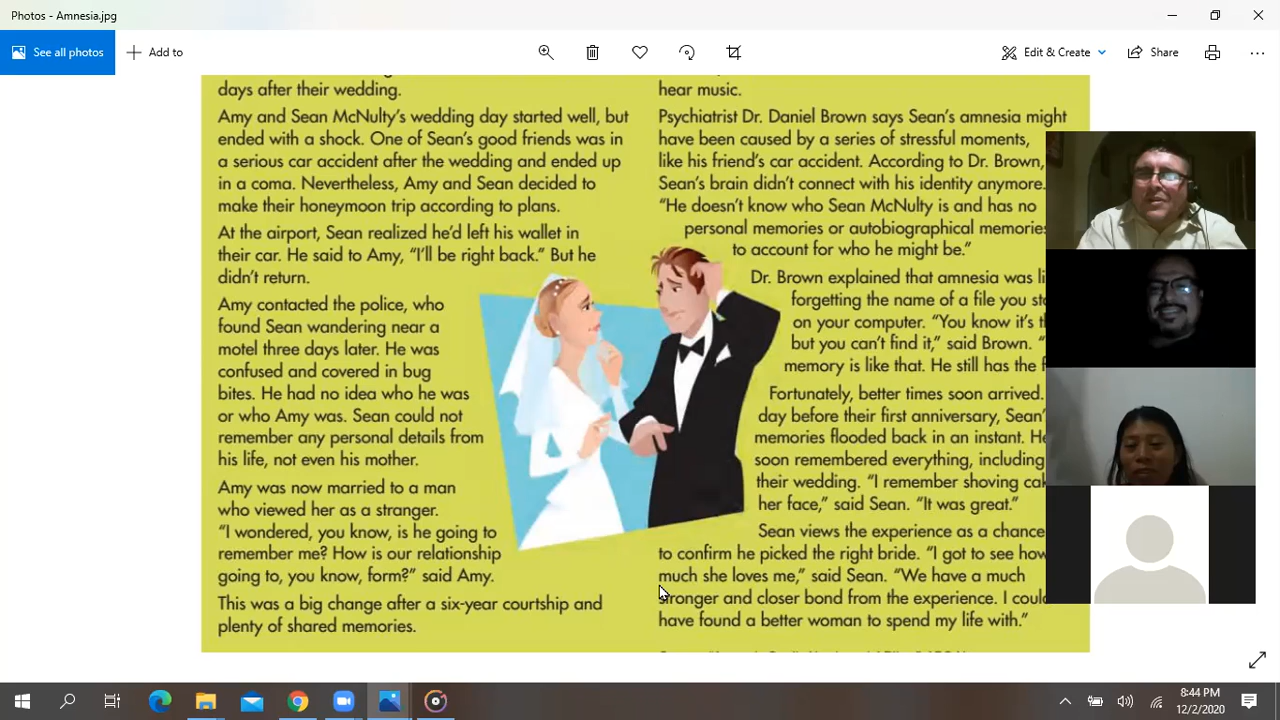 Photos - Amnesia.jpg
See all photos
Add to
Edit & Create
Share
days after their wedding.
Amy and Sean McNulty's wedding day started well, but
ended with a shock. One of Sean's good friends was in
a serious car accident after the wedding and ended up
in a coma. Nevertheless, Amy and Sean decided to
make their honeymoon trip according to plans.
At the airport, Sean realized he'd left his wallet in
their car. He said to Amy, "I'll be right back." But he
didn't return.
Amy contacted the police, who
found Sean wandering near a
motel three days later. He was
confused and covered in bug
bites. He had no idea who he was
or who Amy was. Sean could not
remember any personal details from
his life, not even his mother.
Amy was now married to a man
who viewed her as a stranger.
"I wondered, you know, is he going to
remember me? How is our relationship
going to, you know, form?" said Amy.
This was a big change after a six-year courtship and
plenty of shared memories.
hear music.
Psychiatrist Dr. Daniel Brown says Sean's amnesia might
have been caused by a series of stressful moments,
like his friend's car accident. According to Dr. Brown,
Sean's brain didn't connect with his identity anymore.
"He doesn't know who Sean McNulty is and has no
personal memories or autobiographical memories
to account for who he might be."
Dr. Brown explained that amnesia was
forgetting the name of a file you
on your computer. "You know it's
but you can't find it," said Brown. "
memory is like that. He still has the
Fortunately, better times soon arrived.
day before their first anniversary, Sean'
memories flooded back in an instant. He
soon remembered everything, including
their wedding. "I remember shoving
her face," said Sean. "It was great."
Sean views the experience as a chance
to confirm he picked the right bride. "I got to see how
much she loves me," said Sean. "We have a much
stronger and closer bond from the experience. I
have found a better woman to spend my life with."
8:44 PM
12/2/2020